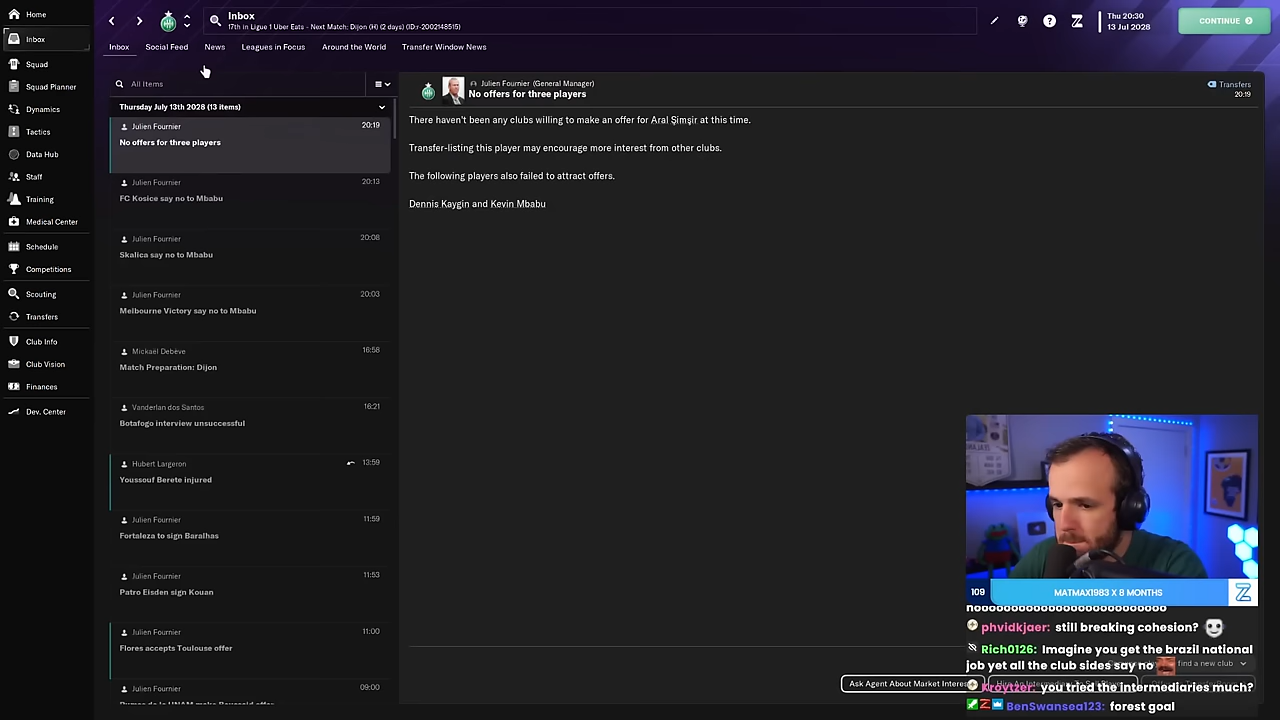 Home
Inbox
Squad
Squad Planner
Dynamics
Tactics
Data Hub
Staff
Training
Medical Center
Schedule
Competitions
Scouting
Transfers
Club Info
Club Vision
Finances
Dev. Center
Inbox
17th in Ligue 1 Uber Eats - Next Match: Dijon (H) (2 days) (ID:r-2002148515)
Thu 20:30
13 Jul 2028
CONTINUE
Inbox
Social Feed
News
Leagues in Focus
Around the World
Transfer Window News
All Items
Thursday July 13th 2028 (13 items)
Julien Fournier
20:19
No offers for three players
Julien Fournier
20:13
FC Kosice say no to Mbabu
Julien Fournier
20:08
Skalica say no to Mbabu
Julien Fournier
20:03
Melbourne Victory say no to Mbabu
Mickaël Debève
16:58
Match Preparation: Dijon
Vanderlan dos Santos
16:21
Botafogo interview unsuccessful
Hubert Largeron
13:59
Youssouf Berete injured
Julien Fournier
11:59
Fortaleza to sign Baralhas
Julien Fournier
11:53
Patro Eisden sign Kouan
Julien Fournier
11:00
Flores accepts Toulouse offer
Julien Fournier
09:00
Julien Fournier (General Manager)
No offers for three players
Transfers
20:19
There haven't been any clubs willing to make an offer for Aral Şimşir at this time.
Transfer-listing this player may encourage more interest from other clubs.
The following players also failed to attract offers.
Dennis Kaygin and Kevin Mbabu
find a new club
Ask Agent About Market Interest
109
MATMAX1983 X 8 MONTHS
Z
phvidkjaer: still breaking cohesion?
Rich0126: Imagine you get the brazil national
job yet all the club sides say no
Kroytzer: you tried the intermediaries much?
BenSwansea123: forest goal